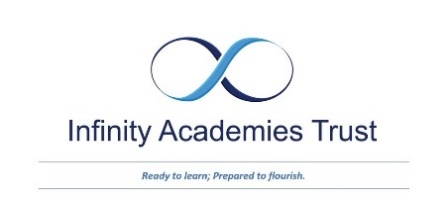 Infinity Academies Trust
Ready to learn; Prepared to flourish.